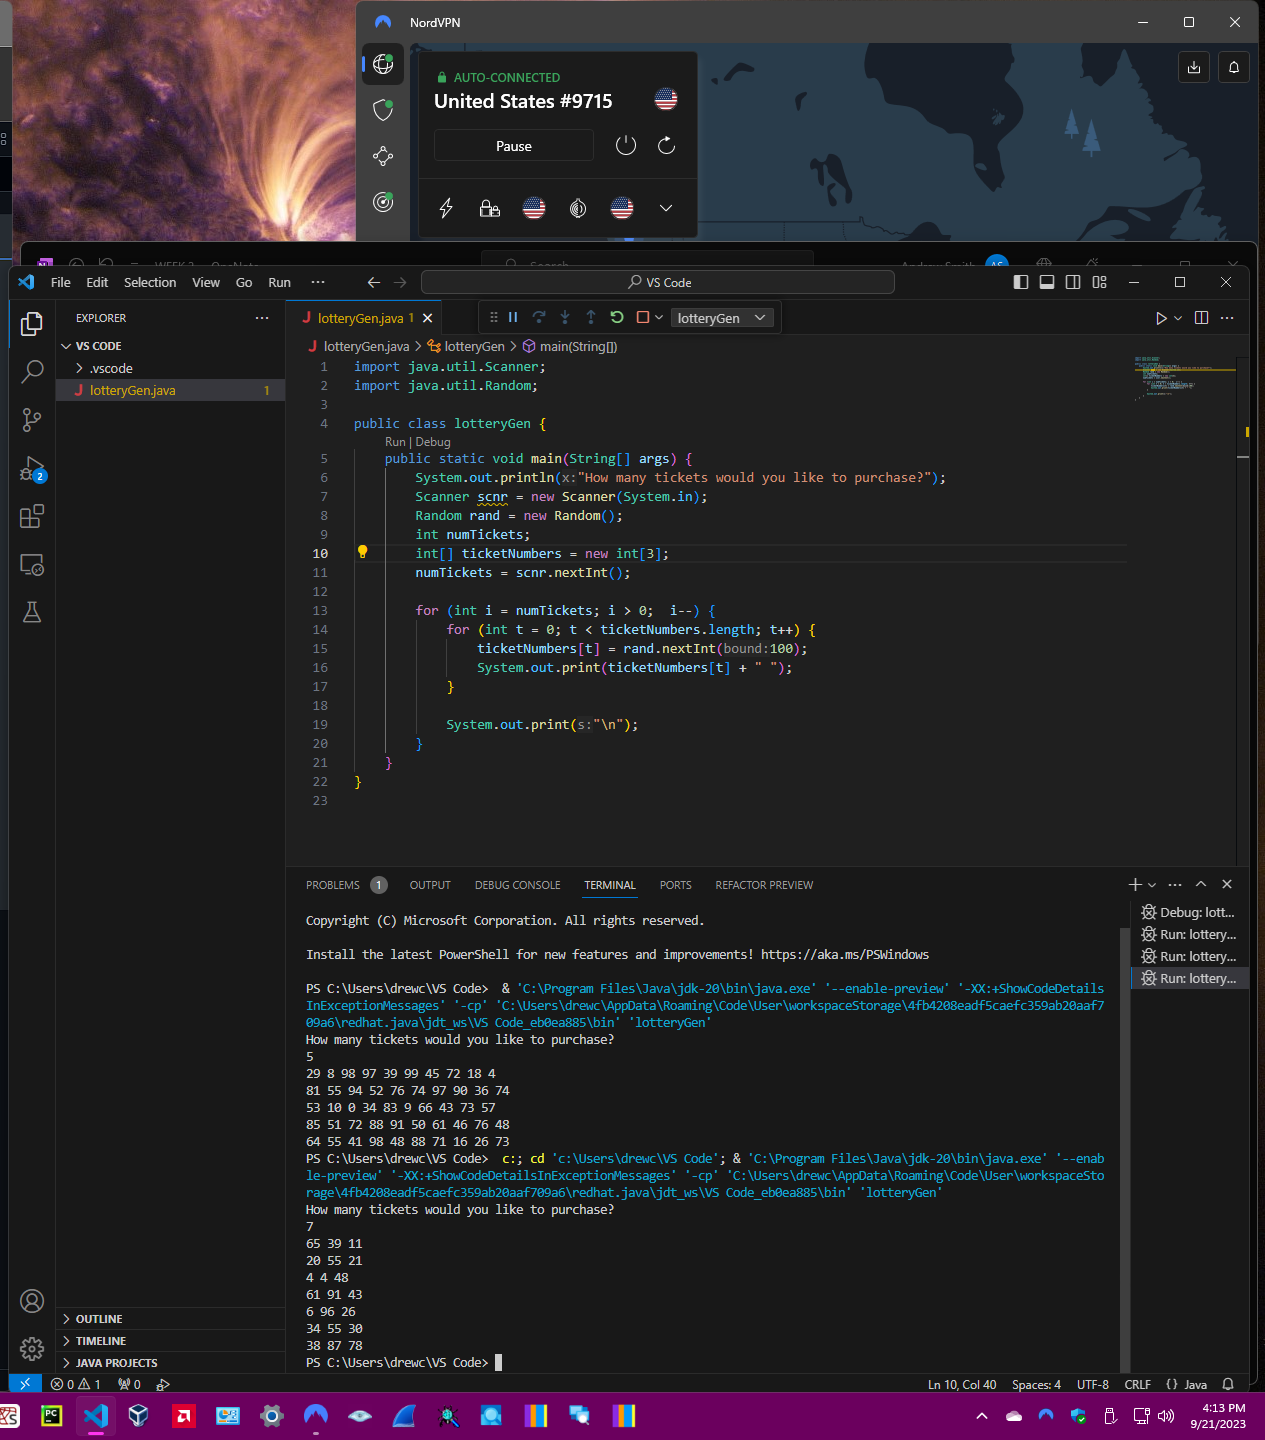 NordVPN
AUTO-CONNECTED
United States #9715
Pause
WEEK 3 OneNote
Search
Andrew Smith
AS
File Edit Selection View Go Run ···
VS Code
EXPLORER
VS CODE
.vscode
lotteryGen.java 1
2
lotteryGen.java 1
lotteryGen
lotteryGen.java > lotteryGen > main(String[])
1 import java.util.Scanner;
2 import java.util.Random;
3
4 public class lotteryGen {
Run | Debug
5 public static void main(String[] args) {
6 System.out.println(x:"How many tickets would you like to purchase?");
7 Scanner scnr = new Scanner(System.in);
8 Random rand = new Random();
9 int numTickets;
10 int[] ticketNumbers = new int[3];
11 numTickets = scnr.nextInt();
12
13 for (int i = numTickets; i > 0;  i--) {
14 for (int t = 0; t < ticketNumbers.length; t++) {
15 ticketNumbers[t] = rand.nextInt(bound:100);
16 System.out.print(ticketNumbers[t] + " ");
17 }
18
19 System.out.print(s:"\n");
20 }
21 }
22 }
23
PROBLEMS 1 OUTPUT DEBUG CONSOLE TERMINAL PORTS REFACTOR PREVIEW
Debug: lott...
Run: lottery...
Run: lottery...
Run: lottery...
Copyright (C) Microsoft Corporation. All rights reserved.
Install the latest PowerShell for new features and improvements! https://aka.ms/PSWindows
PS C:\Users\drewc\VS Code>  & 'C:\Program Files\Java\jdk-20\bin\java.exe' '--enable-preview' '-XX:+ShowCodeDetails
InExceptionMessages' '-cp' 'C:\Users\drewc\AppData\Roaming\Code\User\workspaceStorage\4fb4208eadf5caefc359ab20aaf7
09a6\redhat.java\jdt_ws\VS Code_eb0ea885\bin' 'lotteryGen'
How many tickets would you like to purchase?
5
29 8 98 97 39 99 45 72 18 4
81 55 94 52 76 74 97 90 36 74
53 10 0 34 83 9 66 43 73 57
85 51 72 88 91 50 61 46 76 48
64 55 41 98 48 88 71 16 26 73
PS C:\Users\drewc\VS Code>  c:; cd 'c:\Users\drewc\VS Code'; & 'C:\Program Files\Java\jdk-20\bin\java.exe' '--enab
le-preview' '-XX:+ShowCodeDetailsInExceptionMessages' '-cp' 'C:\Users\drewc\AppData\Roaming\Code\User\workspaceSto
rage\4fb4208eadf5caefc359ab20aaf709a6\redhat.java\jdt_ws\VS Code_eb0ea885\bin' 'lotteryGen'
How many tickets would you like to purchase?
7
65 39 11
20 55 21
4 4 48
61 91 43
6 96 26
34 55 30
38 87 78
PS C:\Users\drewc\VS Code>
OUTLINE
TIMELINE
JAVA PROJECTS
0 1 0
Ln 10, Col 40 Spaces: 4 UTF-8 CRLF {} Java
PC
4:13 PM
9/21/2023